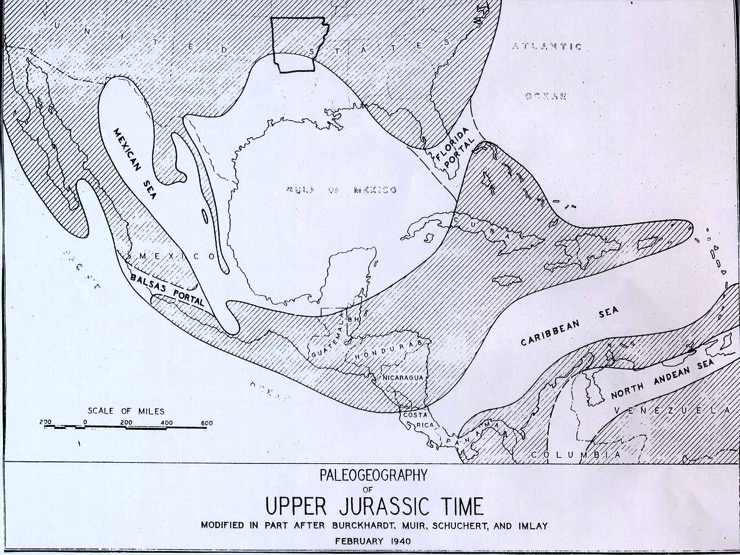 UNITED STATES
ATLANTIC
OCEAN
FLORIDA
PORTAL
MEXICAN SEA
GULF OF MEXICO
CUBA
MEXICO
BALSAS PORTAL
GUATEMALA
BH
HONDURAS
CARIBBEAN SEA
NICARAGUA
NORTH ANDEAN SEA
COSTA
RICA
VENEZUELA
PANAMA
COLUMBIA
OCEAN
SCALE OF MILES
200 0 200 400 600
PALEOGEOGRAPHY
OF
UPPER JURASSIC TIME
MODIFIED IN PART AFTER BURCKHARDT, MUIR, SCHUCHERT, AND IMLAY
FEBRUARY 1940